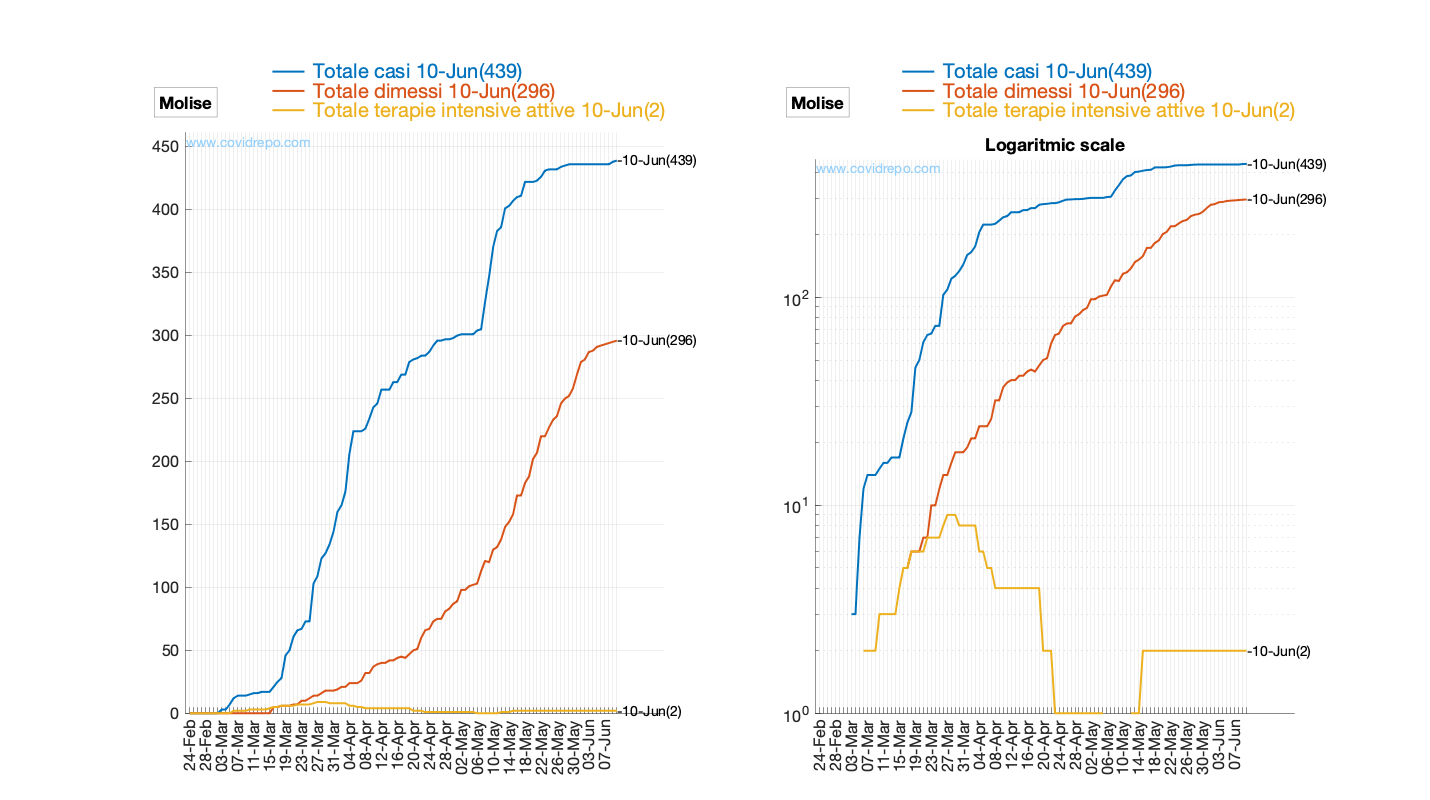 Totale casi 10-Jun(439)
Totale dimessi 10-Jun(296)
Totale terapie intensive attive 10-Jun(2)
Molise
www.covidrepo.com
450
400
350
300
250
200
150
100
50
0
-10-Jun(439)
-10-Jun(296)
-10-Jun(2)
24-Feb
28-Feb
03-Mar
07-Mar
11-Mar
15-Mar
19-Mar
23-Mar
27-Mar
31-Mar
04-Apr
08-Apr
12-Apr
16-Apr
20-Apr
24-Apr
28-Apr
02-May
06-May
10-May
14-May
18-May
22-May
26-May
30-May
03-Jun
07-Jun
Totale casi 10-Jun(439)
Totale dimessi 10-Jun(296)
Totale terapie intensive attive 10-Jun(2)
Molise
Logaritmic scale
www.covidrepo.com
10^2
10^1
10^0
-10-Jun(439)
-10-Jun(296)
-10-Jun(2)
24-Feb
28-Feb
03-Mar
07-Mar
11-Mar
15-Mar
19-Mar
23-Mar
27-Mar
31-Mar
04-Apr
08-Apr
12-Apr
16-Apr
20-Apr
24-Apr
28-Apr
02-May
06-May
10-May
14-May
18-May
22-May
26-May
30-May
03-Jun
07-Jun